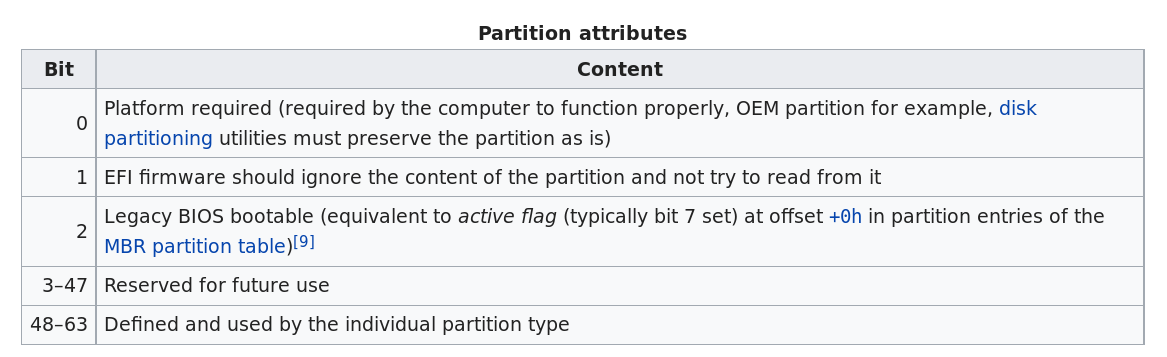 Partition attributes
Bit Content
0 Platform required (required by the computer to function properly, OEM partition for example, disk
partitioning utilities must preserve the partition as is)
1 EFI firmware should ignore the content of the partition and not try to read from it
2 Legacy BIOS bootable (equivalent to active flag (typically bit 7 set) at offset +0h in partition entries of the
MBR partition table)[9]
3–47 Reserved for future use
48–63 Defined and used by the individual partition type